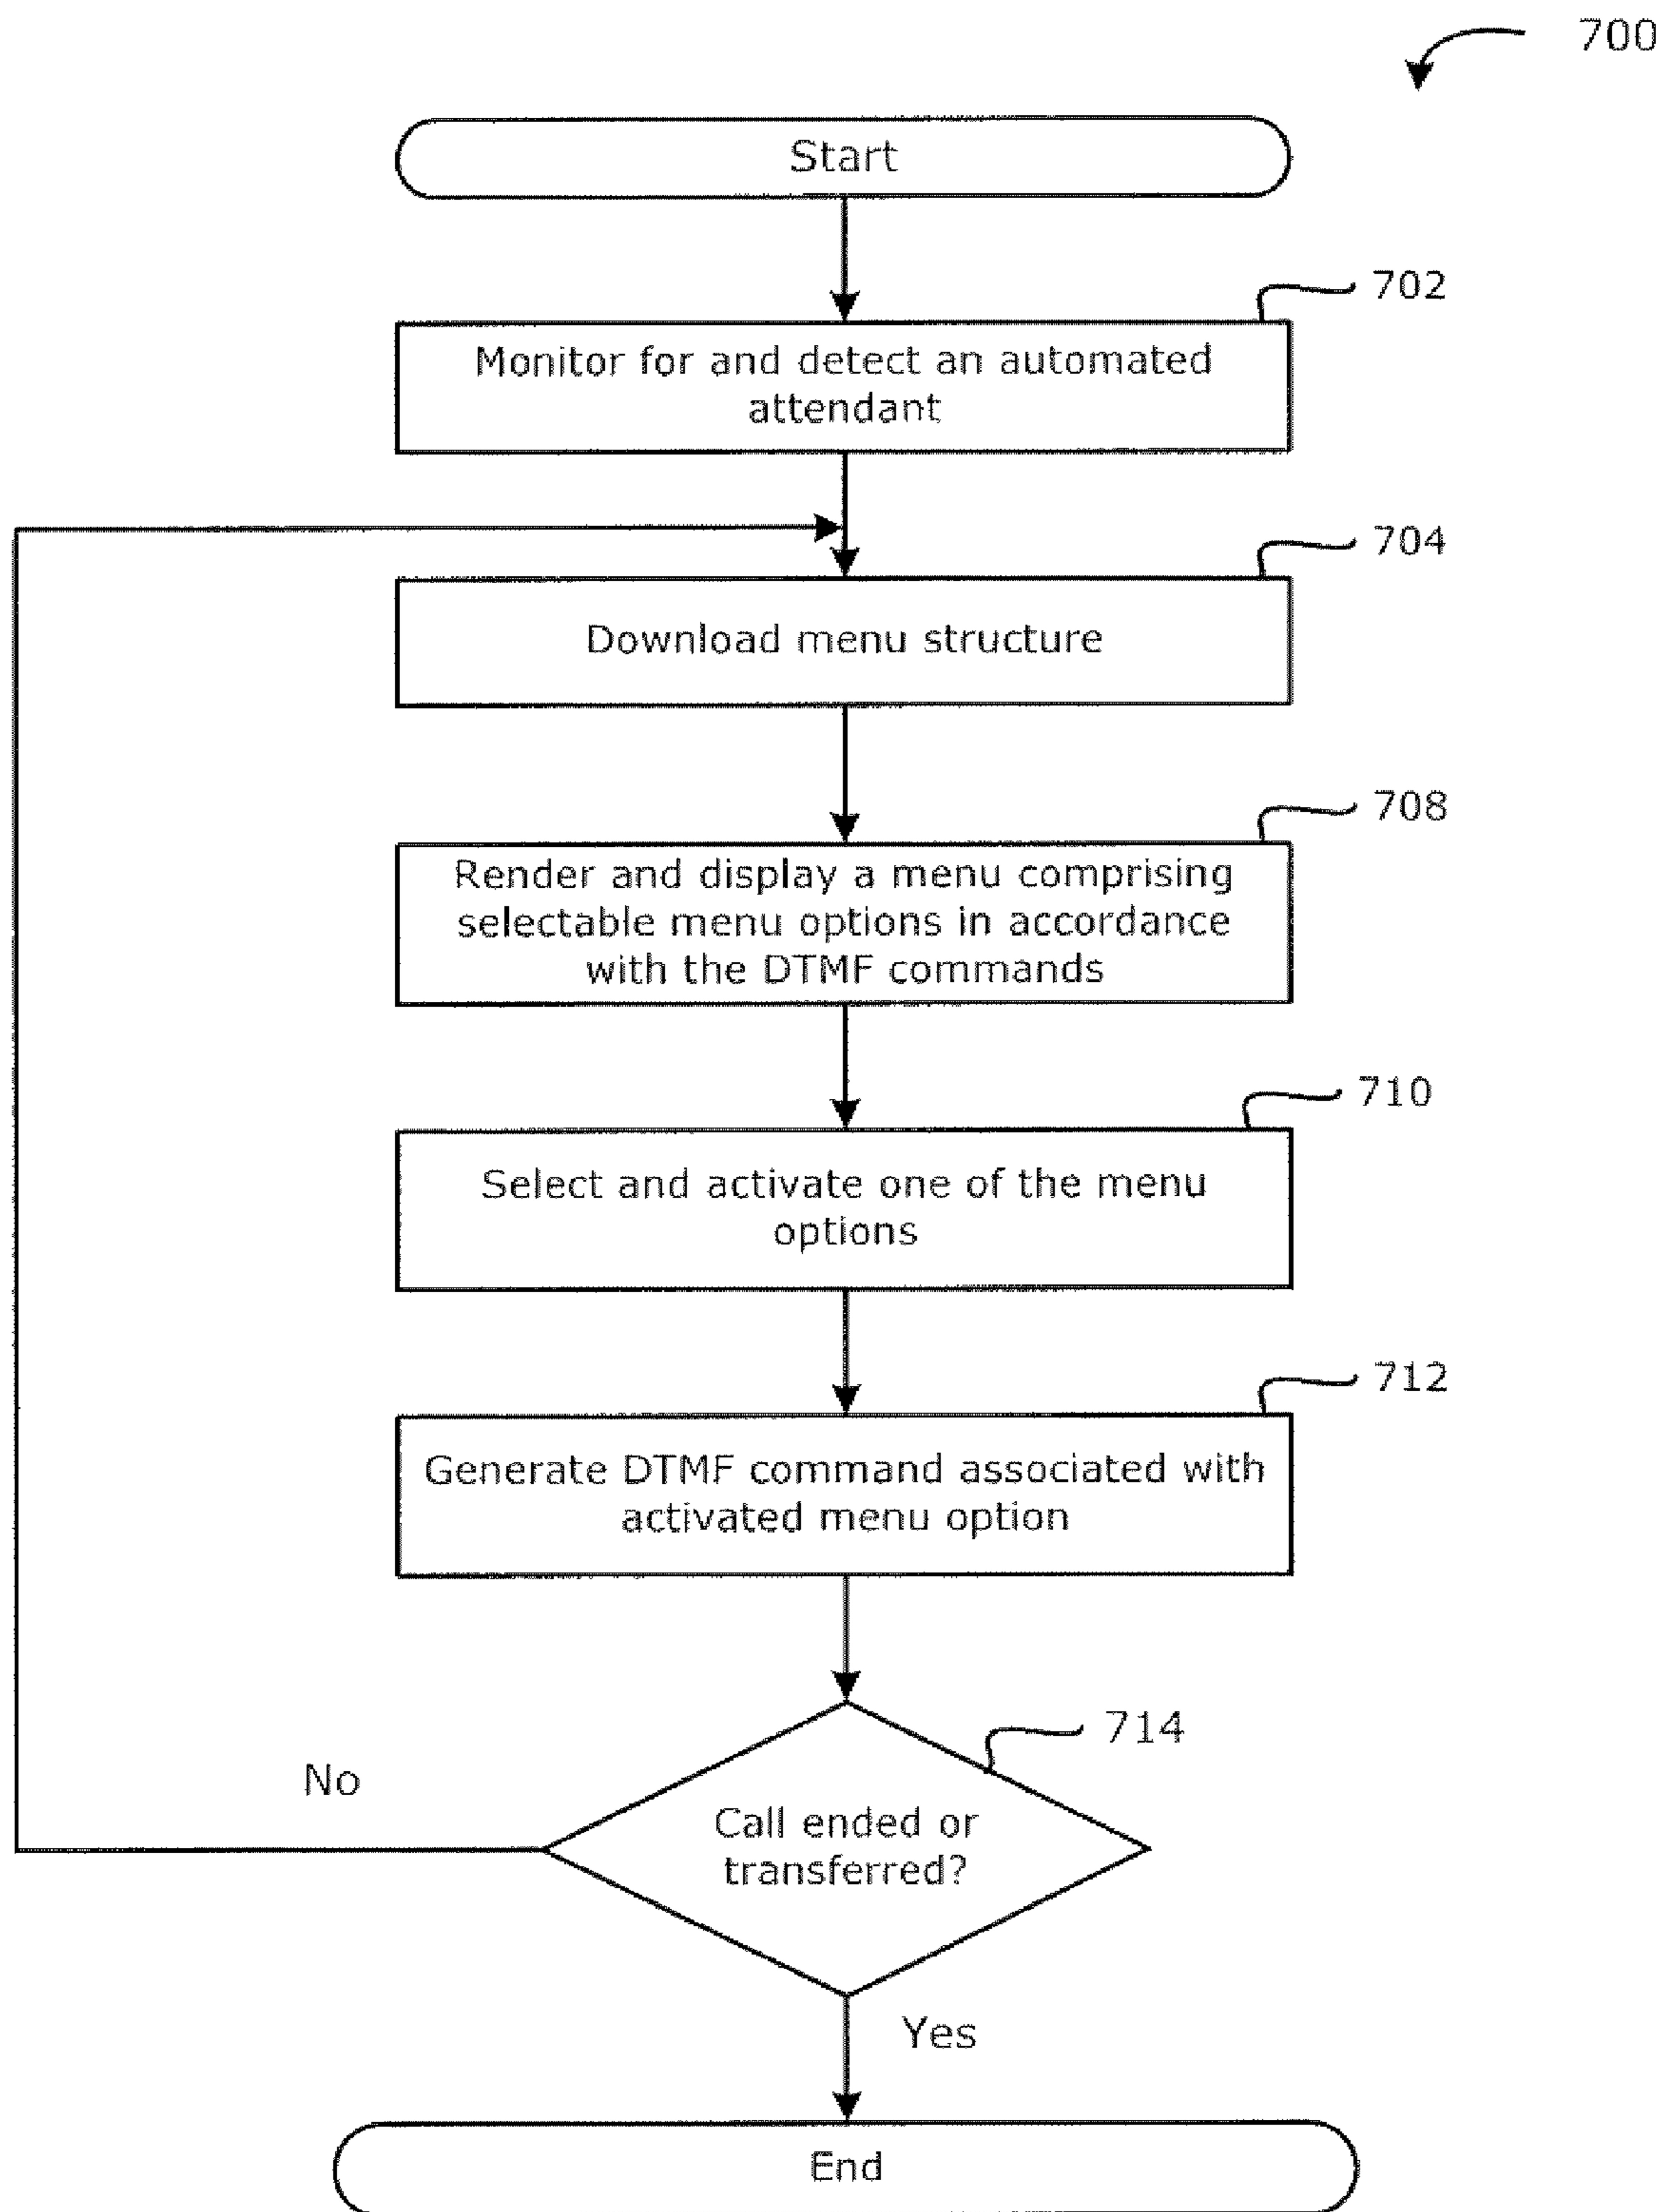 700
Start
702
Monitor for and detect an automated
attendant
704
Download menu structure
708
Render and display a menu comprising
selectable menu options in accordance
with the DTMF commands
710
Select and activate one of the menu
options
712
Generate DTMF command associated with
activated menu option
714
No
Call ended or
transferred?
Yes
End